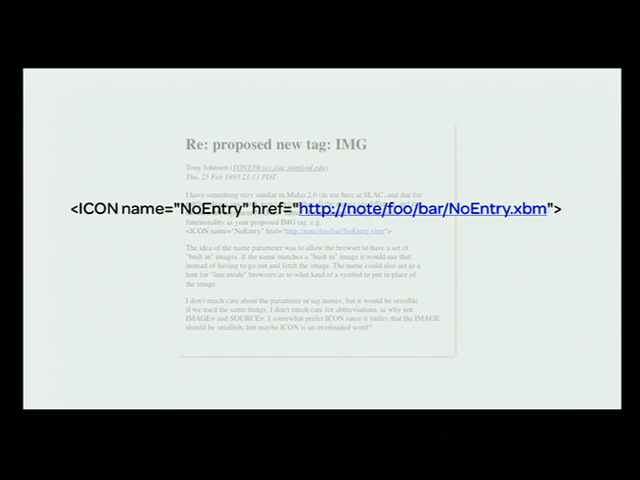 Re: proposed new tag: IMG
Tony Johnson (TONYJ@scs.slac.stanford.edu)
Thu, 25 Feb 1993 23:13 PDT
I have something very similar in Midas 2.0 (in use here at SLAC, and due for
<ICON name="NoEntry" href="http://note/foo/bar/NoEntry.xbm">
functionality as your proposed IMG tag. e.g.
<ICON name="NoEntry" href="http://note/foo/bar/NoEntry.xbm">
The idea of the name parameter was to allow the browser to have a set of
"built in" images. If the name matches a "built in" image it would use that
instead of having to go out and fetch the image. The name could also act as a
hint for "line mode" browsers as to what kind of a symbol to put in place of
the image.
I don't much care about the parameter or tag names, but it would be sensible
if we used the same things. I don't much care for abbreviations, ie why not
IMAGE= and SOURCE=. I somewhat prefer ICON since it imlies that the IMAGE
should be smallish, but maybe ICON is an overloaded word?